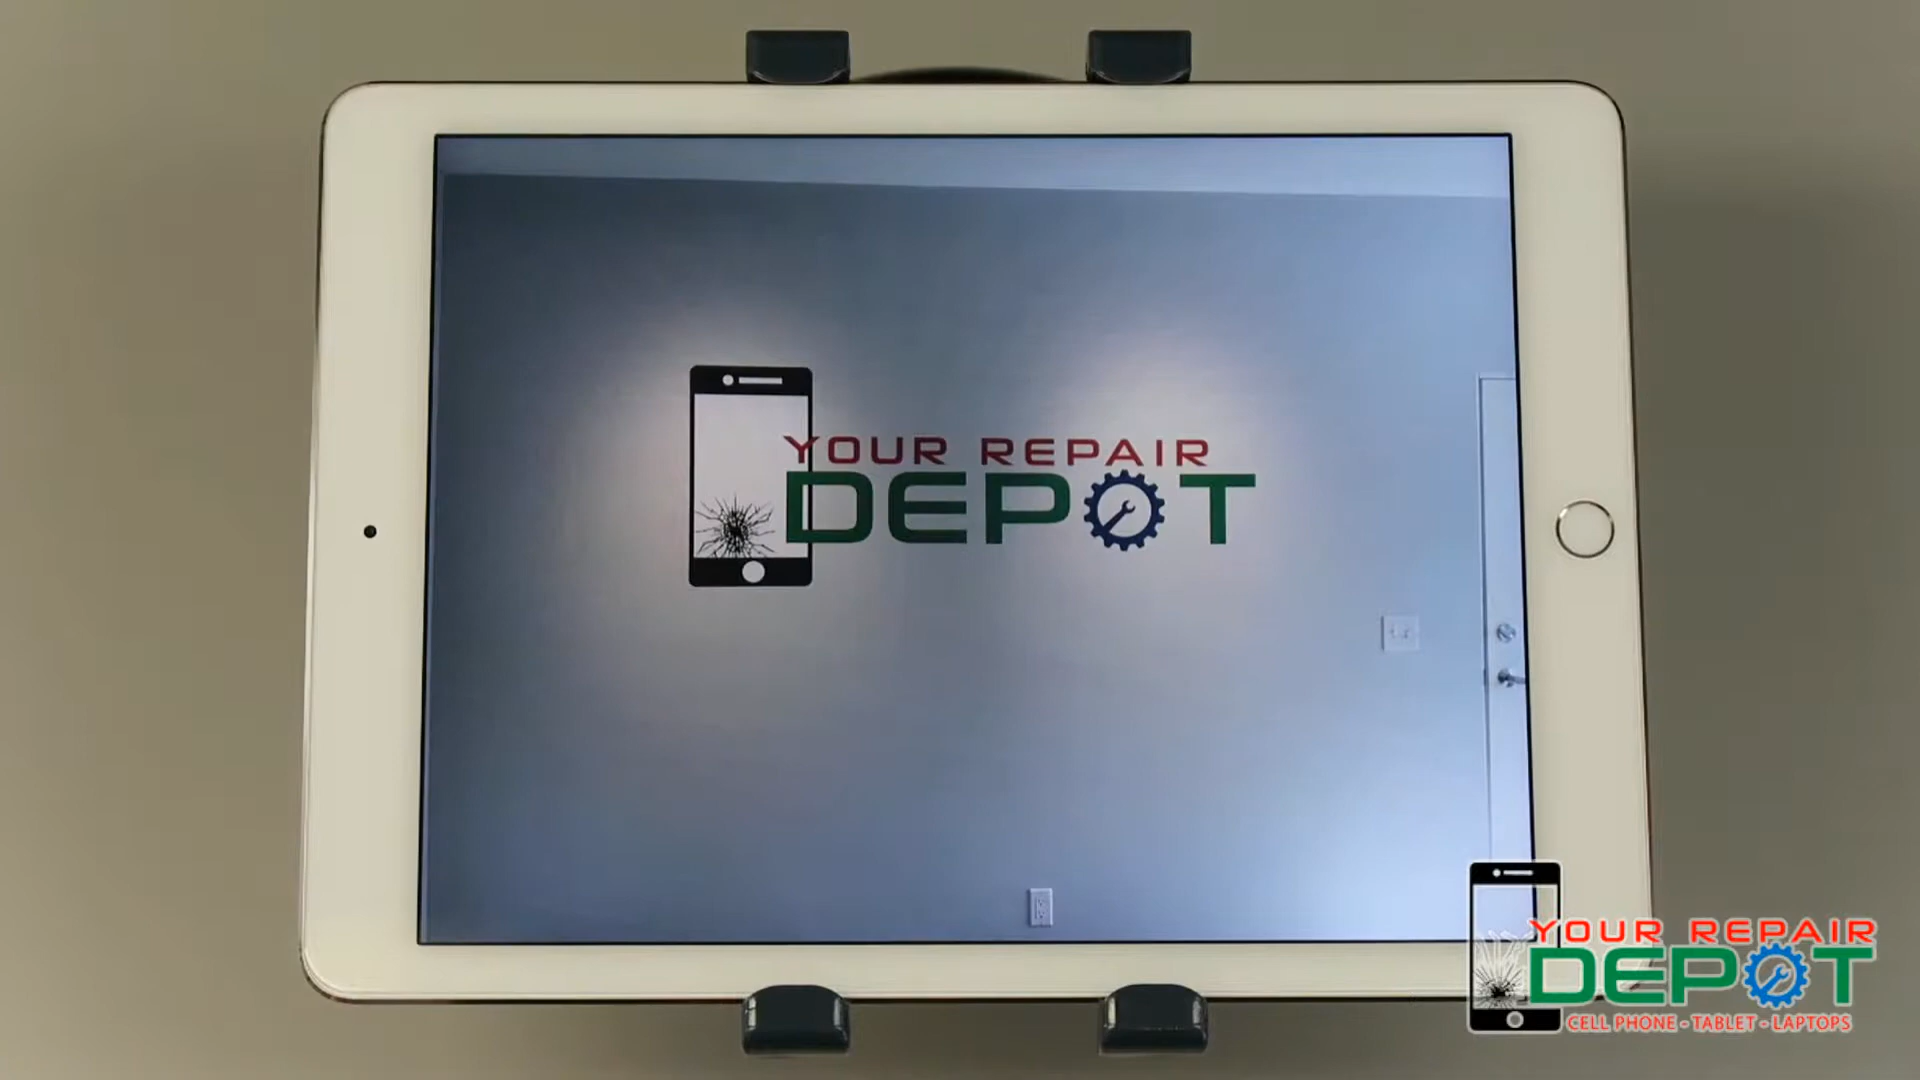 YOUR REPAIR
DEPOT
YOUR REPAIR
DEPOT
CELL PHONE - TABLET - LAPTOPS